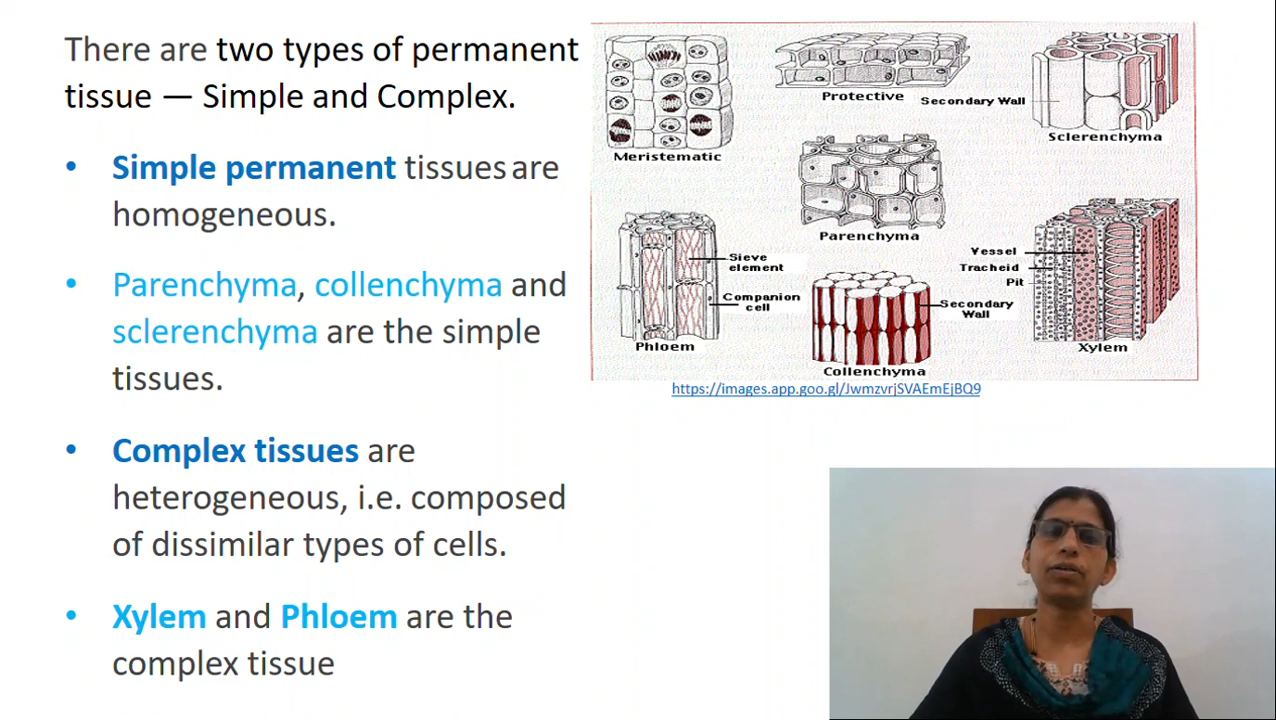 There are two types of permanent
tissue — Simple and Complex.
• Simple permanent tissues are
homogeneous.
• Parenchyma, collenchyma and
sclerenchyma are the simple
tissues.
• Complex tissues are
heterogeneous, i.e. composed
of dissimilar types of cells.
• Xylem and Phloem are the
complex tissue
Meristematic
Protective
Secondary Wall
Sclerenchyma
Parenchyma
Sieve
element
Companion
cell
Phloem
Secondary
Wall
Collenchyma
Vessel
Tracheid
Pit
Xylem
https://images.app.goo.gl/JwmzvrjSVAEmEjBQ9